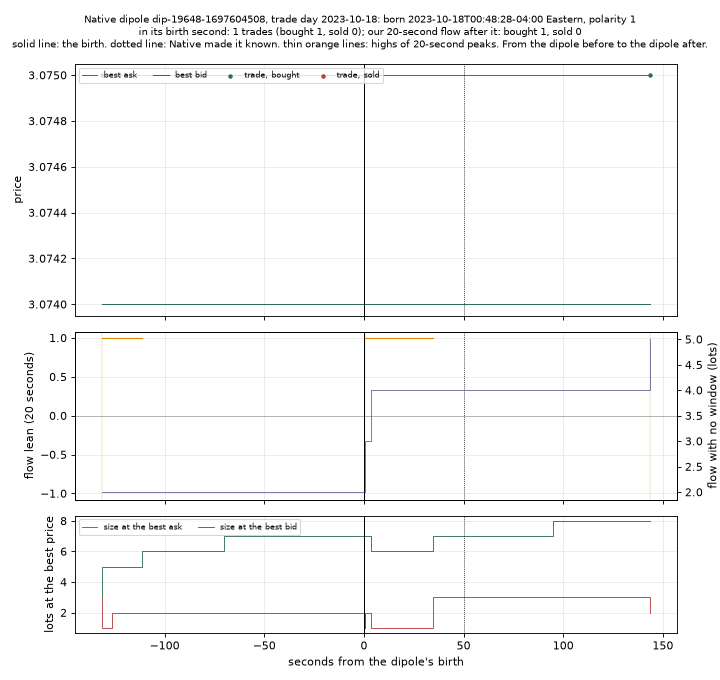 Native dipole dip-19648-1697604508, trade day 2023-10-18: born 2023-10-18T00:48:28-04:00 Eastern, polarity 1
in its birth second: 1 trades (bought 1, sold 0); our 20-second flow after it: bought 1, sold 0
solid line: the birth. dotted line: Native made it known. thin orange lines: highs of 20-second peaks. From the dipole before to the dipole after.
best ask best bid trade, bought trade, sold
3.0750
3.0748
3.0746
3.0744
3.0742
3.0740
price
1.0
0.5
0.0
−0.5
−1.0
flow lean (20 seconds)
5.0
4.5
4.0
3.5
3.0
2.5
2.0
flow with no window (lots)
size at the best ask size at the best bid
8
6
4
2
lots at the best price
−100 −50 0 50 100 150
seconds from the dipole's birth